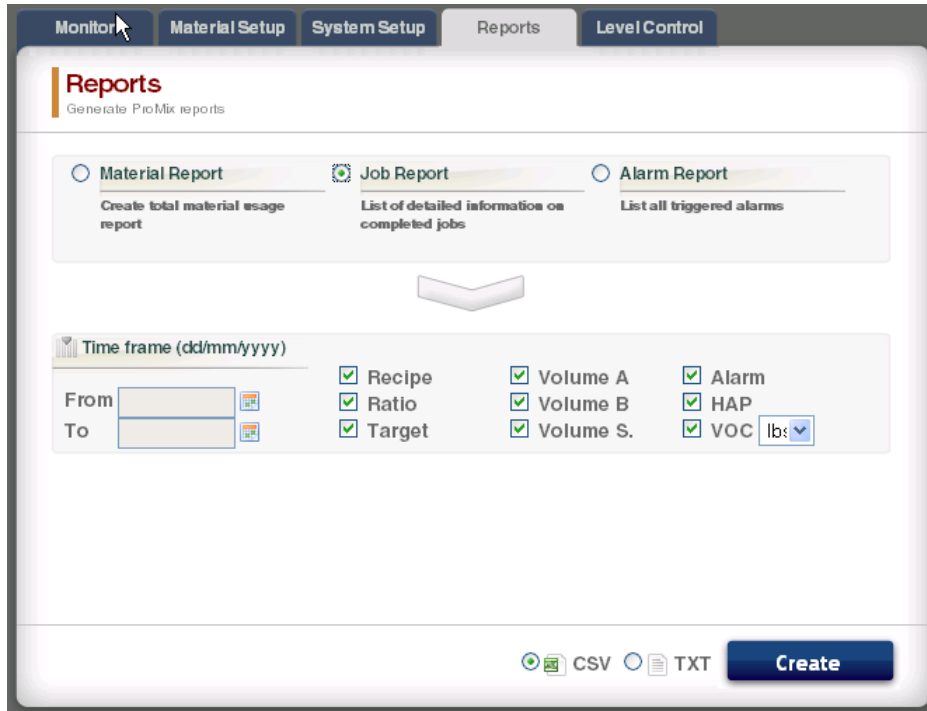 Monitor Material Setup System Setup Reports Level Control
Reports
Generate ProMix reports
Material Report Job Report Alarm Report
Create total material usage List of detailed information on List all triggered alarms
report completed jobs
Time frame (dd/mm/yyyy)
Recipe Volume A Alarm
From Ratio Volume B HAP
To Target Volume S. VOC lbs
CSV TXT Create